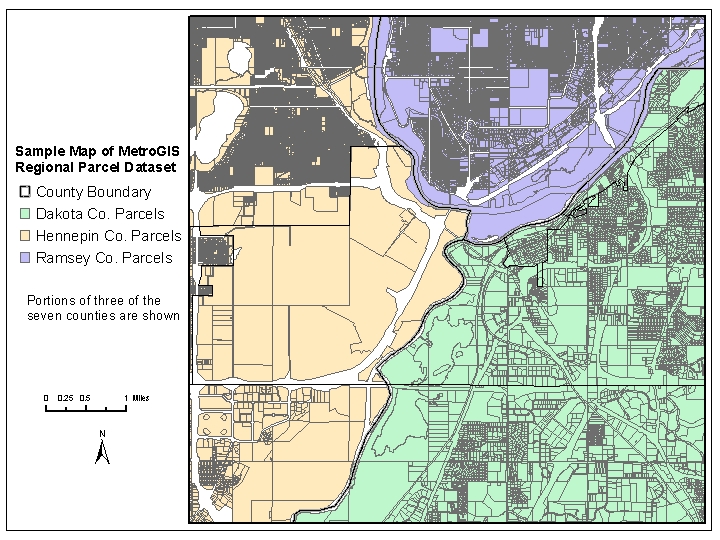 Sample Map of MetroGIS
Regional Parcel Dataset
County Boundary
Dakota Co. Parcels
Hennepin Co. Parcels
Ramsey Co. Parcels
Portions of three of the
seven counties are shown
0 0.25 0.5 1 Miles
N